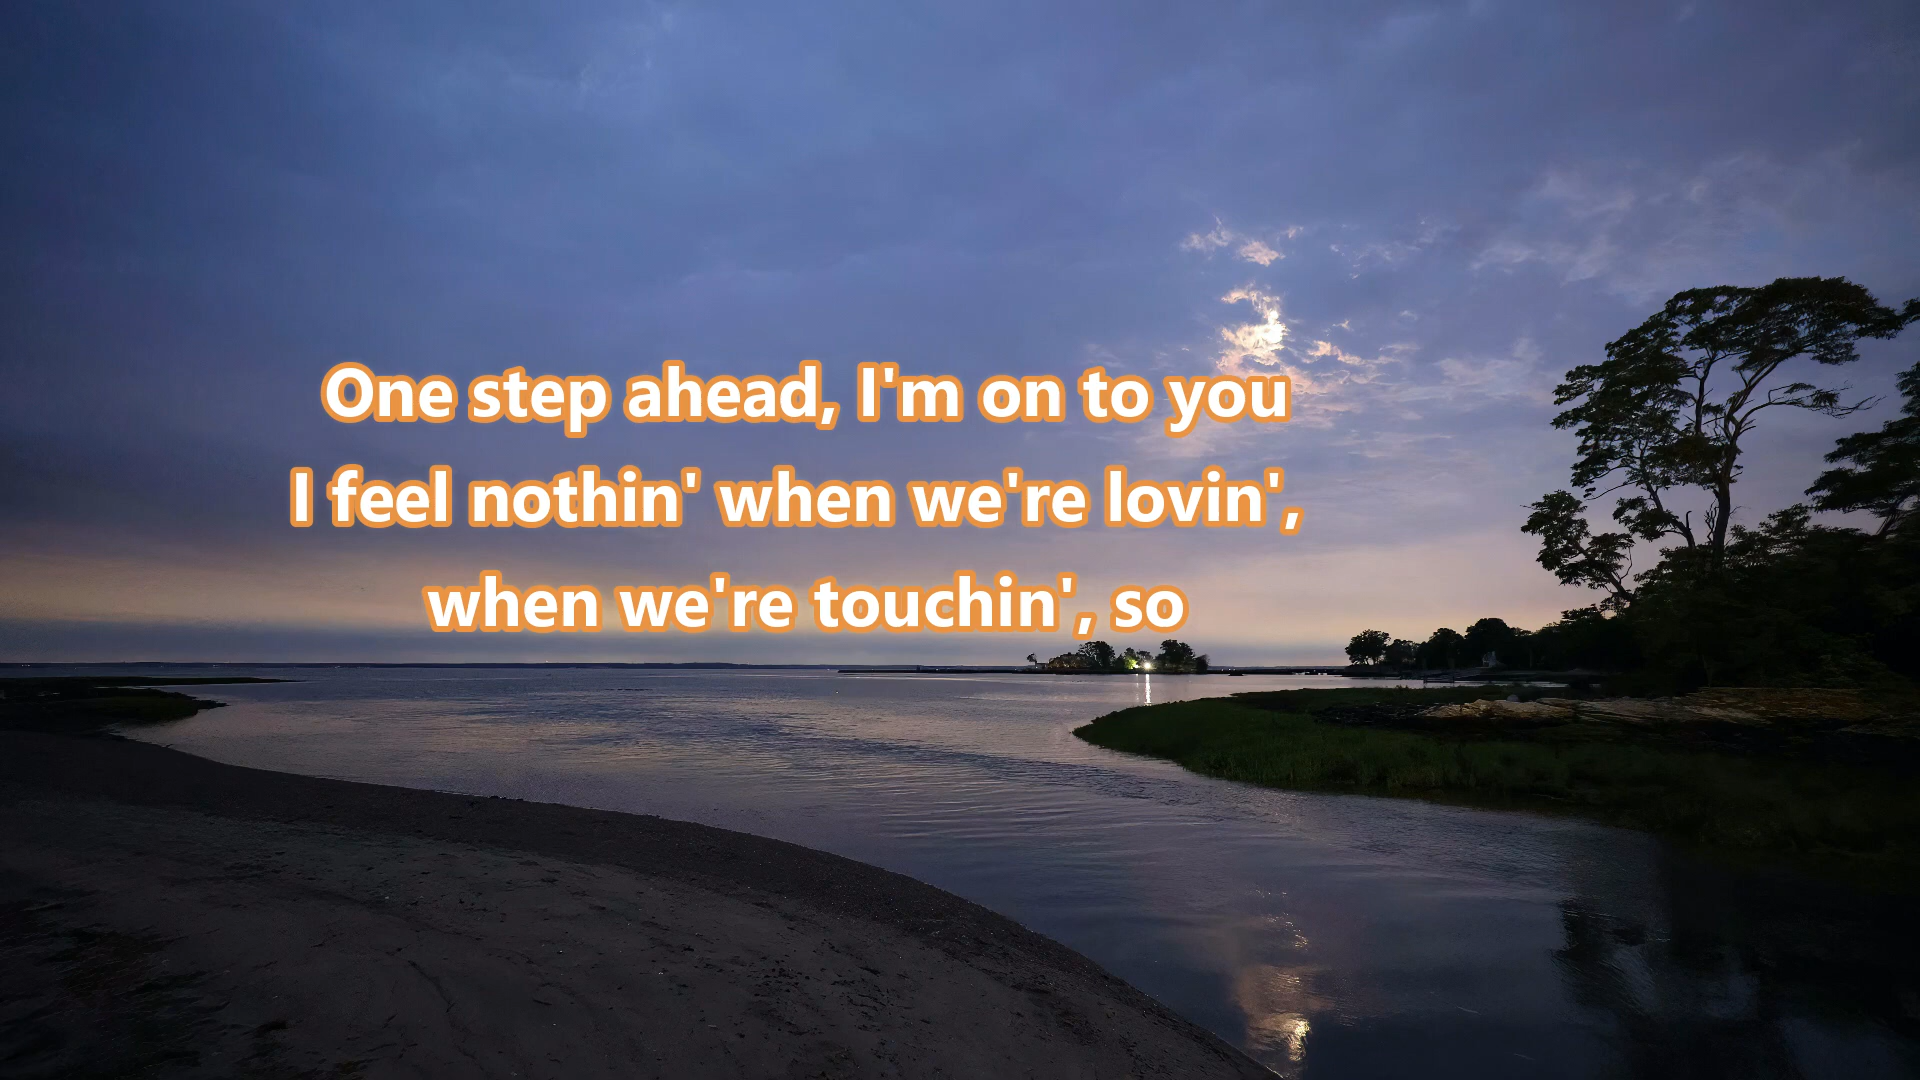 One step ahead, I'm on to you
I feel nothin' when we're lovin',
when we're touchin', so